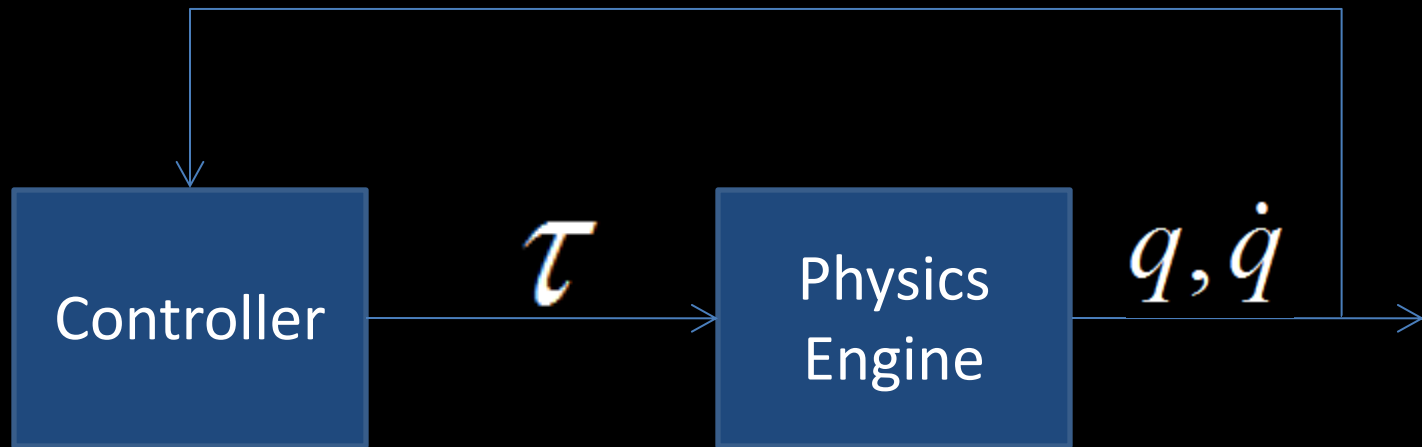 Controller
τ
Physics
Engine
q, q̇